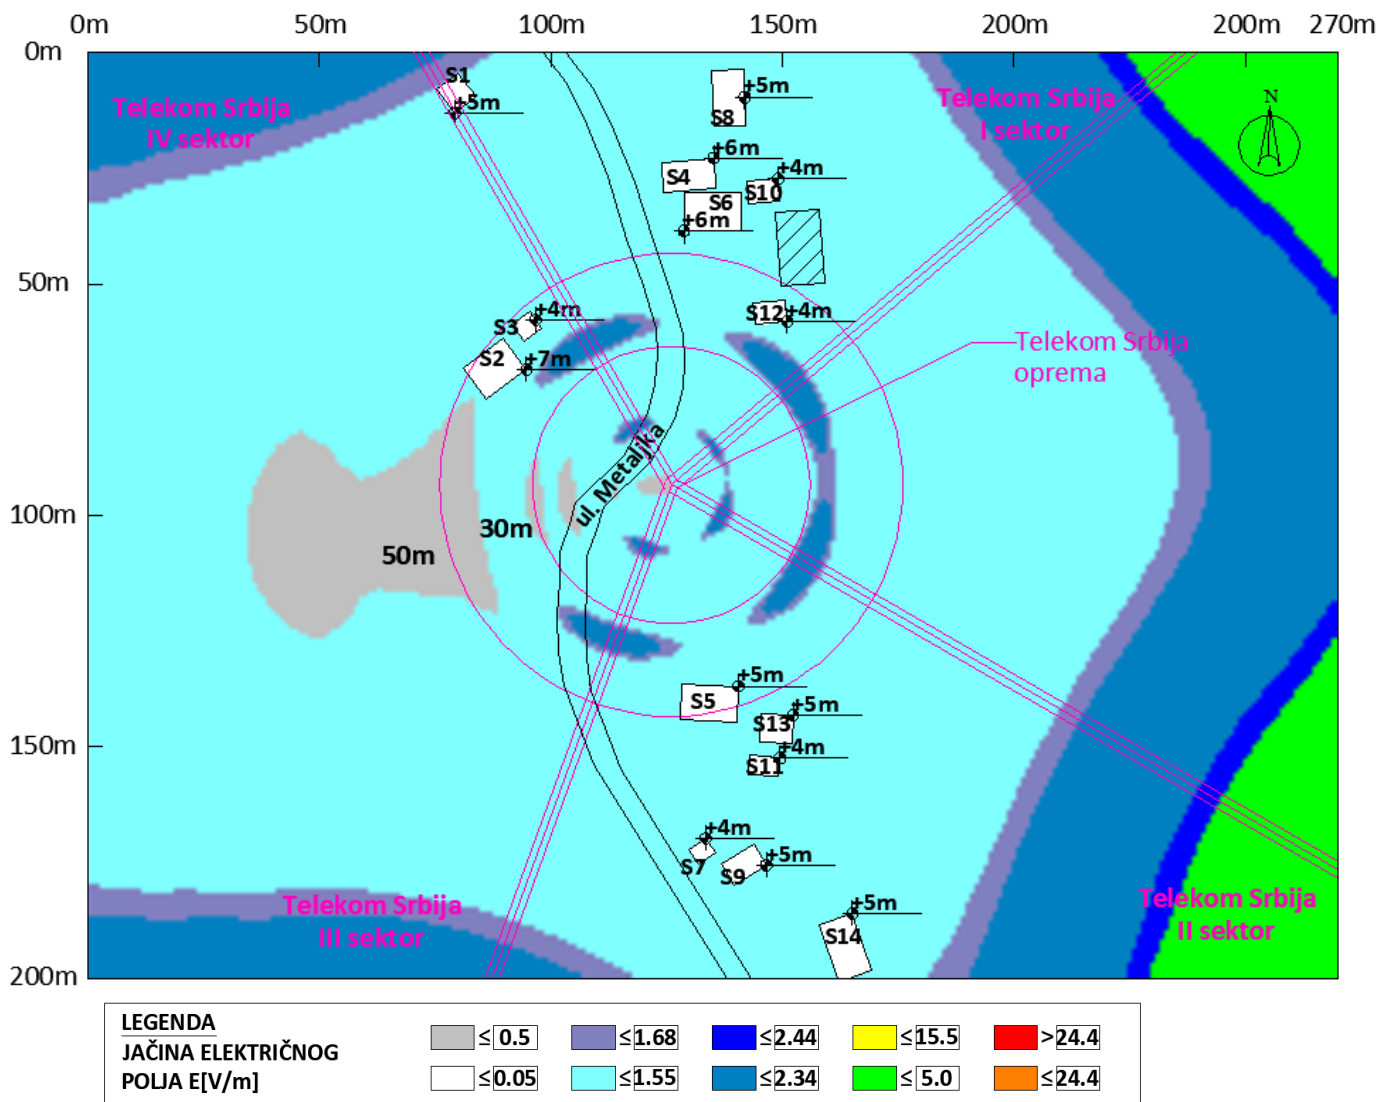 0m 50m 100m 150m 200m 200m 270m
0m
50m
100m
150m
200m
Telekom Srbija
IV sektor
S1
+5m
+5m
S8
Telekom Srbija
I sektor
N
+6m
S4
+4m
S10
S6
+6m
+4m
S3
S2
+7m
S12
+4m
Telekom Srbija
oprema
ul. Metaljka
30m
50m
+5m
S5
+5m
S13
+4m
S11
+4m
S7
+5m
S9
+5m
S14
Telekom Srbija
III sektor
Telekom Srbija
II sektor
LEGENDA
JAČINA ELEKTRIČNOG
POLJA E[V/m]
≤ 0.5 ≤1.68 ≤2.44 ≤15.5 >24.4
≤0.05 ≤1.55 ≤2.34 ≤ 5.0 ≤24.4